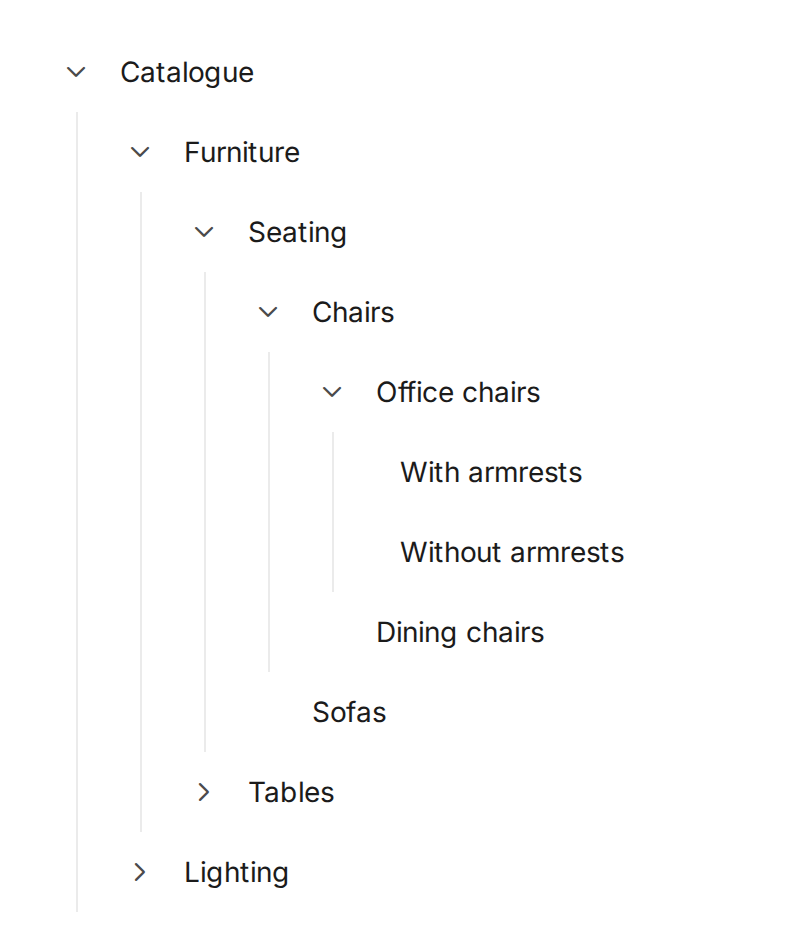 Catalogue
Furniture
Seating
Chairs
Office chairs
With armrests
Without armrests
Dining chairs
Sofas
Tables
Lighting